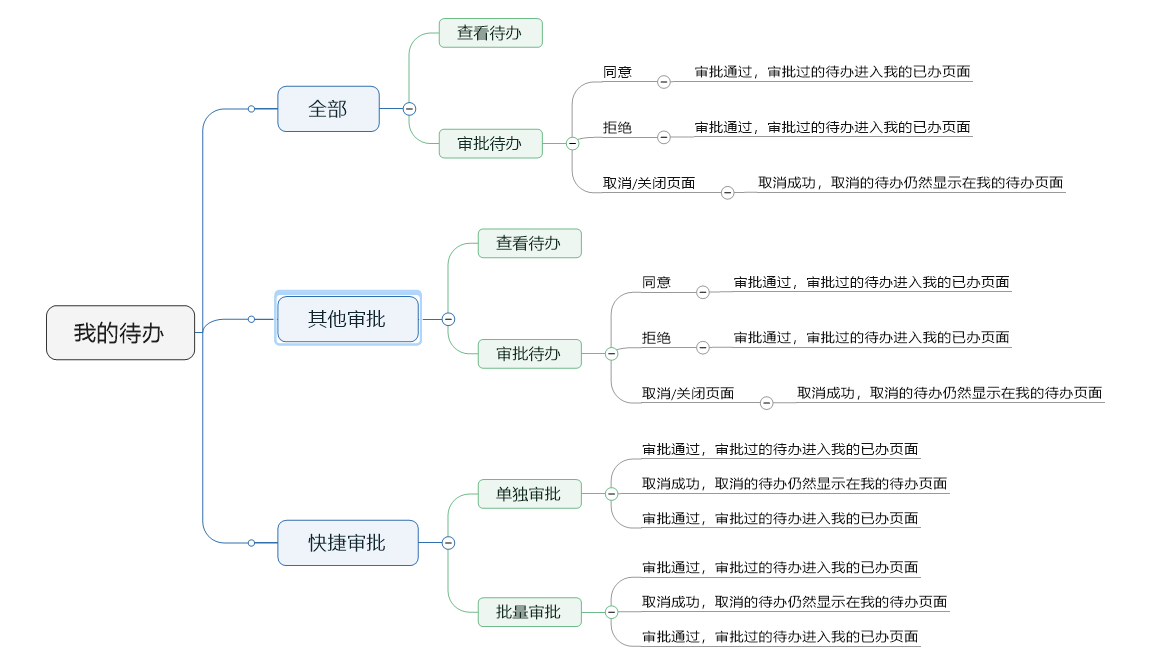 我的待办
全部
查看待办
审批待办
同意
审批通过，审批过的待办进入我的已办页面
拒绝
审批通过，审批过的待办进入我的已办页面
取消/关闭页面
取消成功，取消的待办仍然显示在我的待办页面
其他审批
查看待办
审批待办
同意
审批通过，审批过的待办进入我的已办页面
拒绝
审批通过，审批过的待办进入我的已办页面
取消/关闭页面
取消成功，取消的待办仍然显示在我的待办页面
快捷审批
单独审批
审批通过，审批过的待办进入我的已办页面
取消成功，取消的待办仍然显示在我的待办页面
审批通过，审批过的待办进入我的已办页面
批量审批
审批通过，审批过的待办进入我的已办页面
取消成功，取消的待办仍然显示在我的待办页面
审批通过，审批过的待办进入我的已办页面